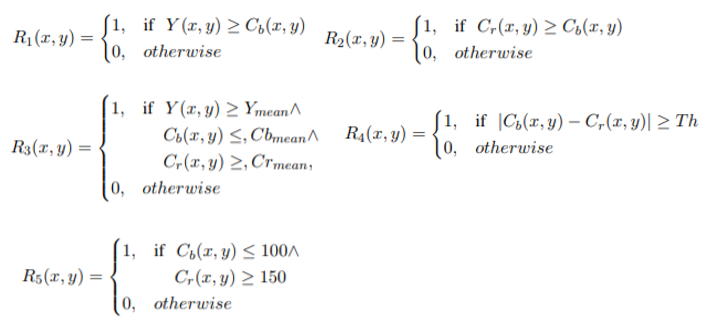 R₁(x, y) = {1, if Y(x, y) ≥ C_b(x, y)
0, otherwise
R₂(x, y) = {1, if C_r(x, y) ≥ C_b(x, y)
0, otherwise
R₃(x, y) = {1, if Y(x, y) ≥ Y_mean∧
C_b(x, y) ≤, Cb_mean∧
C_r(x, y) ≥, Cr_mean,
0, otherwise
R₄(x, y) = {1, if |C_b(x, y) − C_r(x, y)| ≥ Th
0, otherwise
R₅(x, y) = {1, if C_b(x, y) ≤ 100∧
C_r(x, y) ≥ 150
0, otherwise